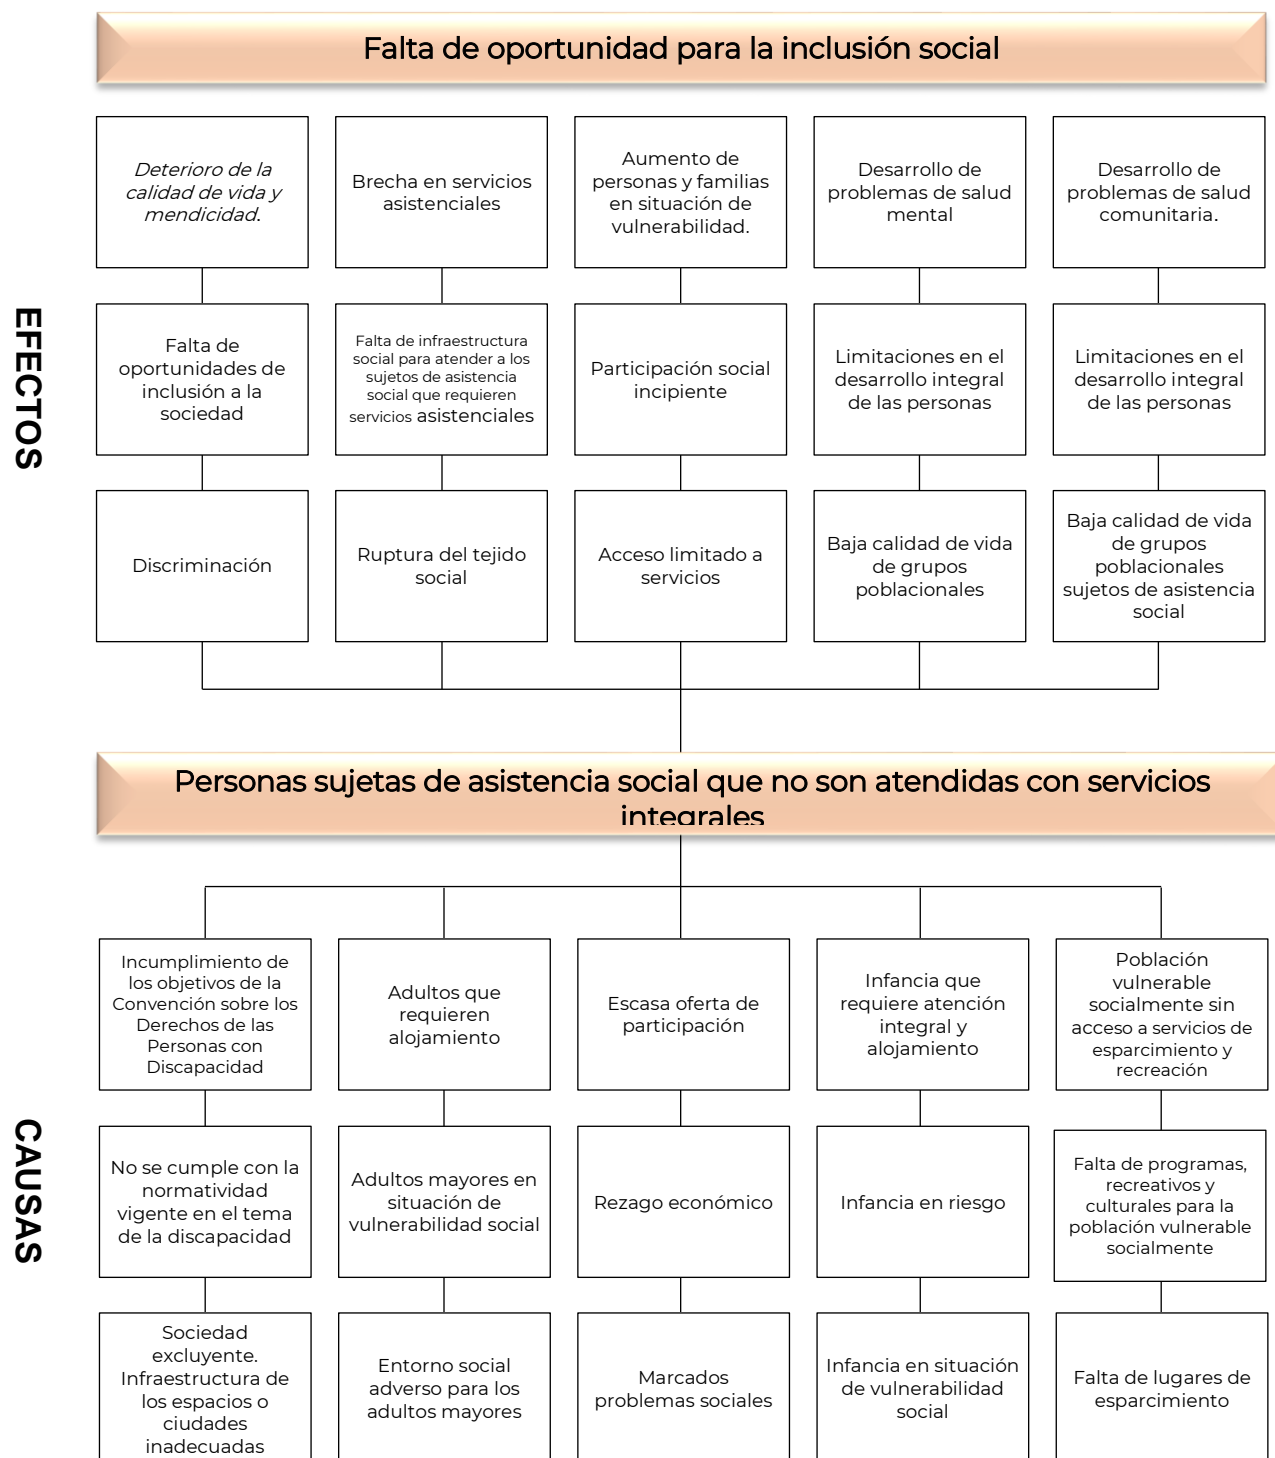 Falta de oportunidad para la inclusión social
EFECTOS
Deterioro de la
calidad de vida y
mendicidad.
Brecha en servicios
asistenciales
Aumento de
personas y familias
en situación de
vulnerabilidad.
Desarrollo de
problemas de salud
mental
Desarrollo de
problemas de salud
comunitaria.
Falta de
oportunidades de
inclusión a la
sociedad
Falta de infraestructura
social para atender a los
sujetos de asistencia
social que requieren
servicios asistenciales
Participación social
incipiente
Limitaciones en el
desarrollo integral
de las personas
Limitaciones en el
desarrollo integral
de las personas
Discriminación
Ruptura del tejido
social
Acceso limitado a
servicios
Baja calidad de vida
de grupos
poblacionales
Baja calidad de vida
de grupos
poblacionales
sujetos de asistencia
social
Personas sujetas de asistencia social que no son atendidas con servicios
integrales
CAUSAS
Incumplimiento de
los objetivos de la
Convención sobre los
Derechos de las
Personas con
Discapacidad
Adultos que
requieren
alojamiento
Escasa oferta de
participación
Infancia que
requiere atención
integral y
alojamiento
Población
vulnerable
socialmente sin
acceso a servicios de
esparcimiento y
recreación
No se cumple con la
normatividad
vigente en el tema
de la discapacidad
Adultos mayores en
situación de
vulnerabilidad social
Rezago económico
Infancia en riesgo
Falta de programas,
recreativos y
culturales para la
población vulnerable
socialmente
Sociedad
excluyente.
Infraestructura de
los espacios o
ciudades
inadecuadas
Entorno social
adverso para los
adultos mayores
Marcados
problemas sociales
Infancia en situación
de vulnerabilidad
social
Falta de lugares de
esparcimiento